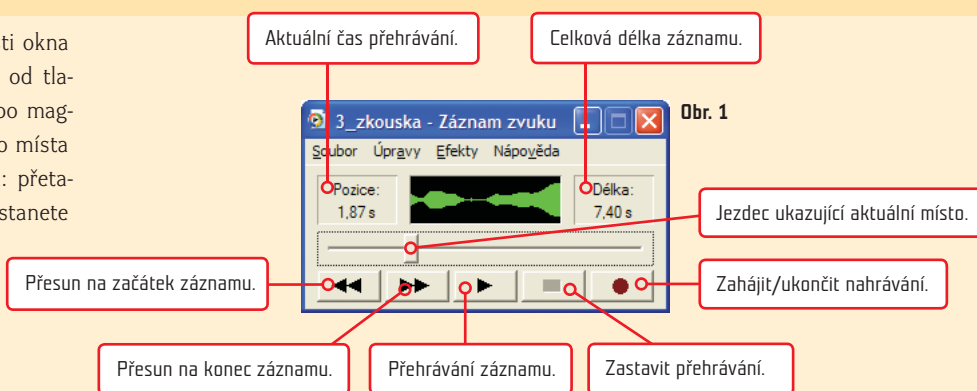 ti okna
od tla-
bo mag-
o místa
: přeta-
stanete
Aktuální čas přehrávání.
Celková délka záznamu.
Obr. 1
3_zkouska - Záznam zvuku
Soubor Úpravy Efekty Nápověda
Pozice:
1,87 s
Délka:
7,40 s
Jezdec ukazující aktuální místo.
Přesun na začátek záznamu.
Zahájit/ukončit nahrávání.
Přesun na konec záznamu.
Přehrávání záznamu.
Zastavit přehrávání.